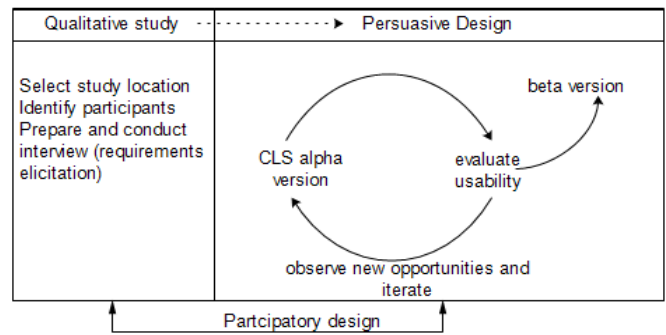 Qualitative study
Persuasive Design
Select study location
Identify participants
Prepare and conduct
interview (requirements
elicitation)
beta version
CLS alpha
version
evaluate
usability
observe new opportunities and
iterate
Partcipatory design